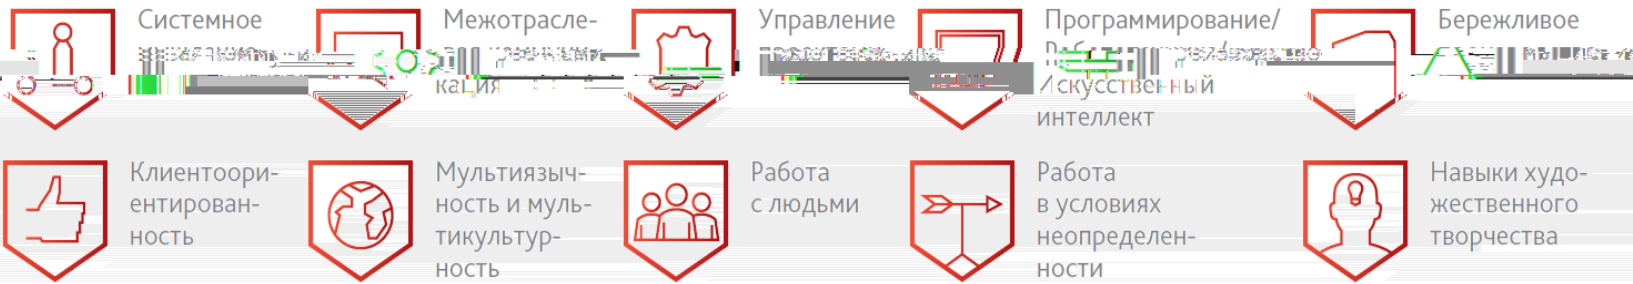 Системное
Межотрасле-
кация
Управление
Программирование/
Искусственный
интеллект
Бережливое
Клиентоори-
ентирован-
ность
Мультиязыч-
ность и муль-
тикультур-
ность
Работа
с людьми
Работа
в условиях
неопределен-
ности
Навыки худо-
жественного
творчества